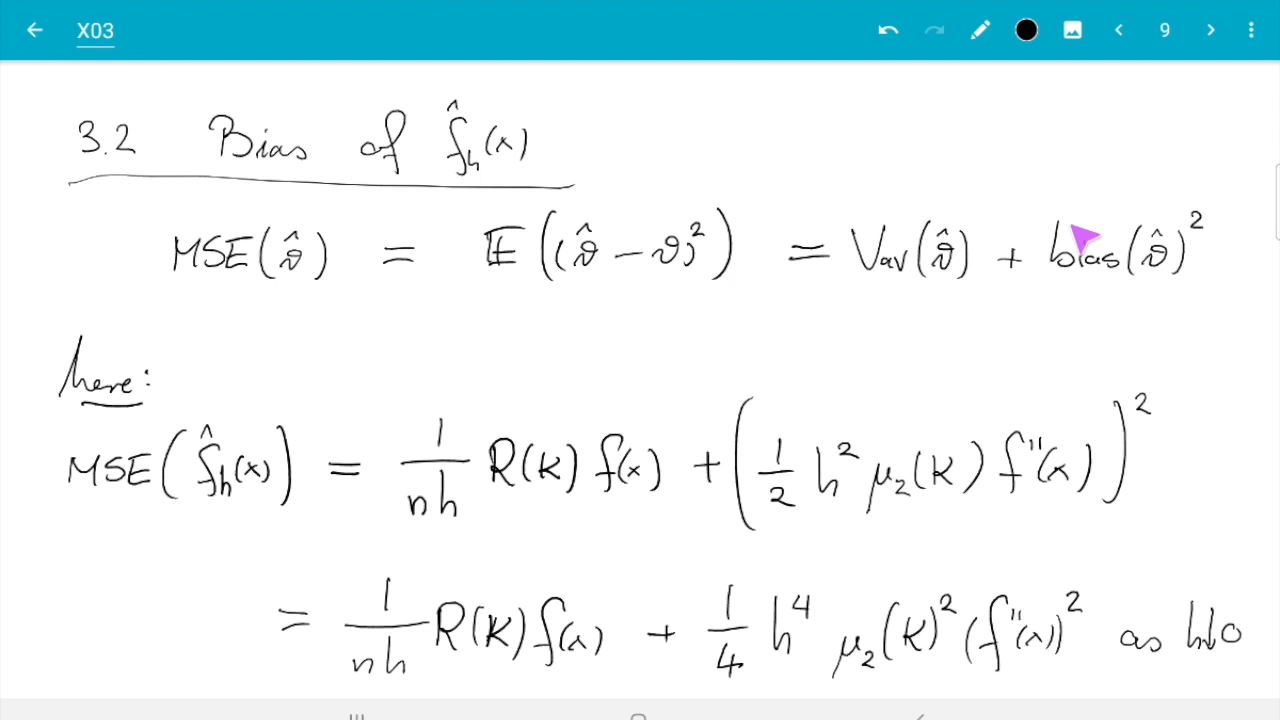 X03
9
3.2 Bias of f̂ₕ(x)
MSE(ϑ̂) = 𝔼((ϑ̂ − ϑ)²) = Var(ϑ̂) + bias(ϑ̂)²
here:
MSE(f̂ₕ(x)) = 1/(nh) R(K) f(x) + (1/2 h² μ₂(K) f''(x))²
= 1/(nh) R(K) f(x) + 1/4 h⁴ μ₂(K)² (f''(x))² as h↓0